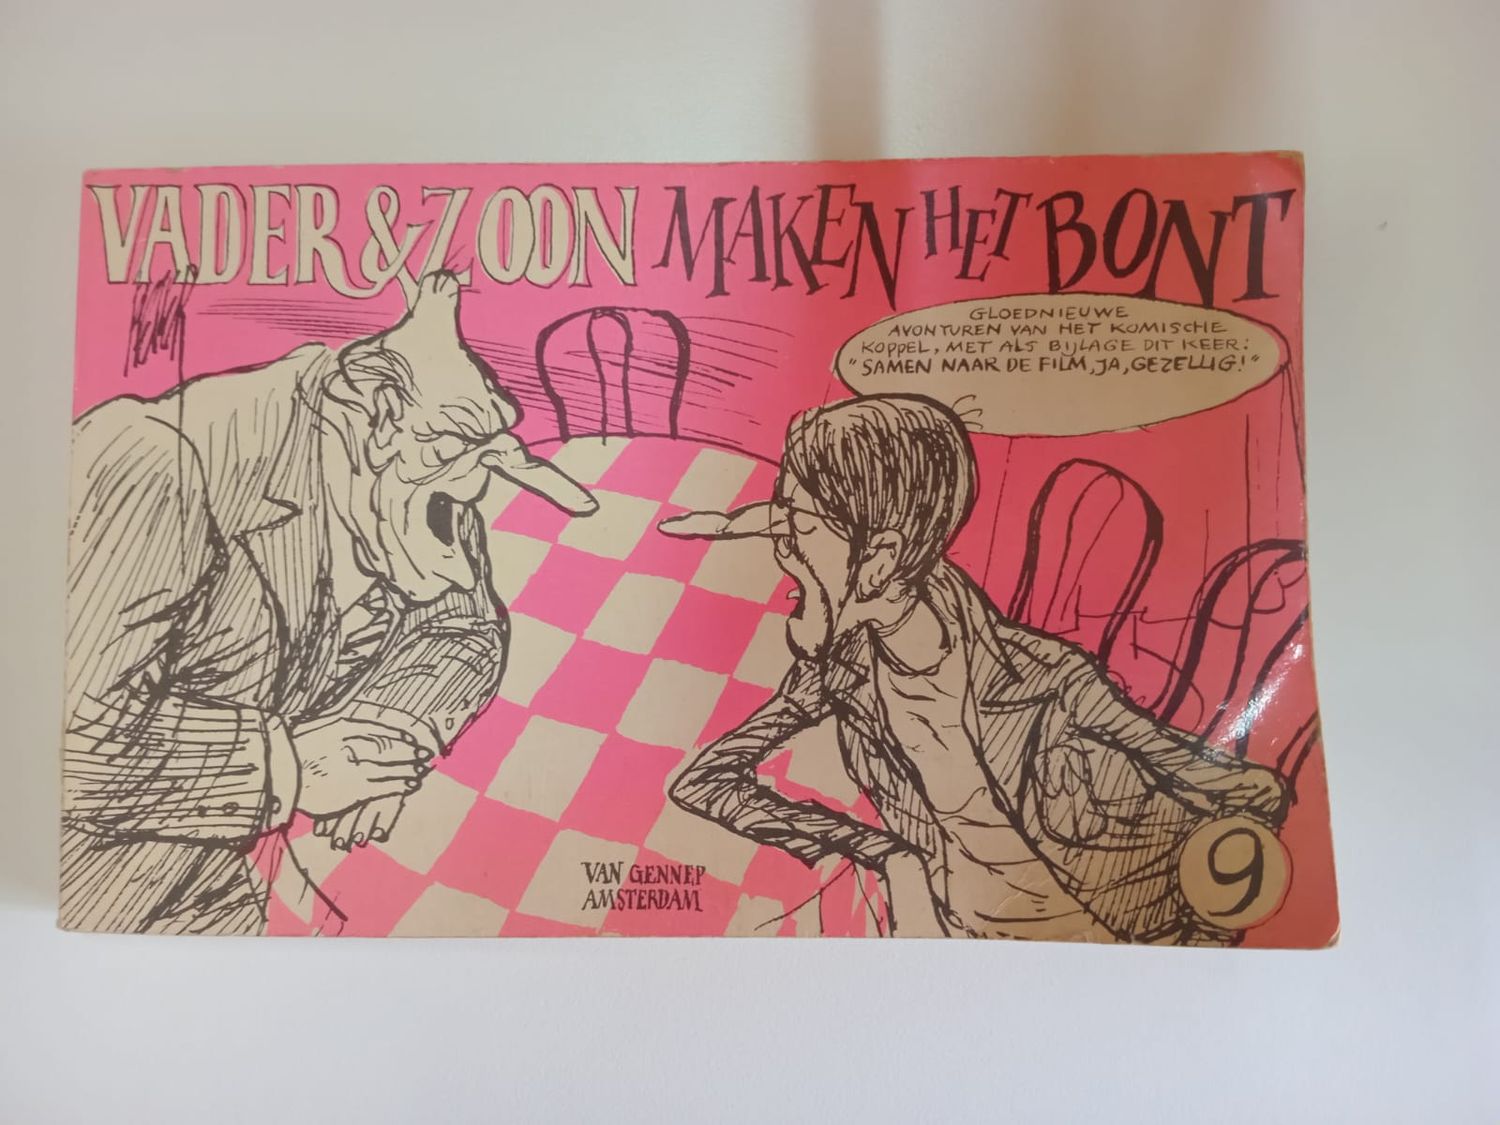 VADER & ZOON MAKEN HET BONT
GLOEDNIEUWE
AVONTUREN VAN HET KOMISCHE
KOPPEL, MET ALS BIJLAGE DIT KEER:
"SAMEN NAAR DE FILM, JA, GEZELLIG!"
VAN GENNEP
AMSTERDAM
9